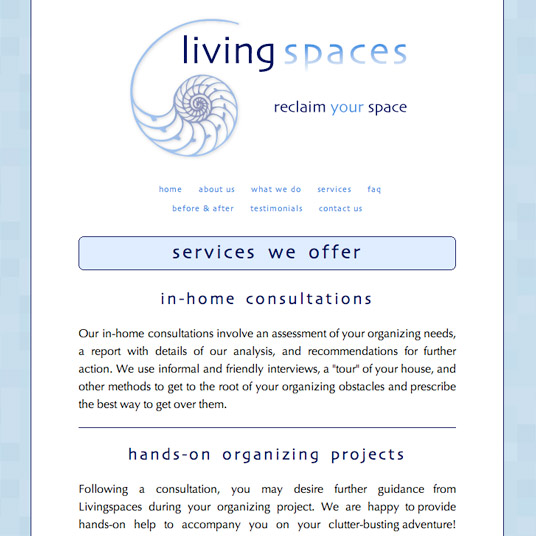 living spaces
reclaim your space
home about us what we do services faq
before & after testimonials contact us
services we offer
in-home consultations
Our in-home consultations involve an assessment of your organizing needs,
a report with details of our analysis, and recommendations for further
action. We use informal and friendly interviews, a "tour" of your house, and
other methods to get to the root of your organizing obstacles and prescribe
the best way to get over them.
hands-on organizing projects
Following a consultation, you may desire further guidance from
Livingspaces during your organizing project. We are happy to provide
hands-on help to accompany you on your clutter-busting adventure!